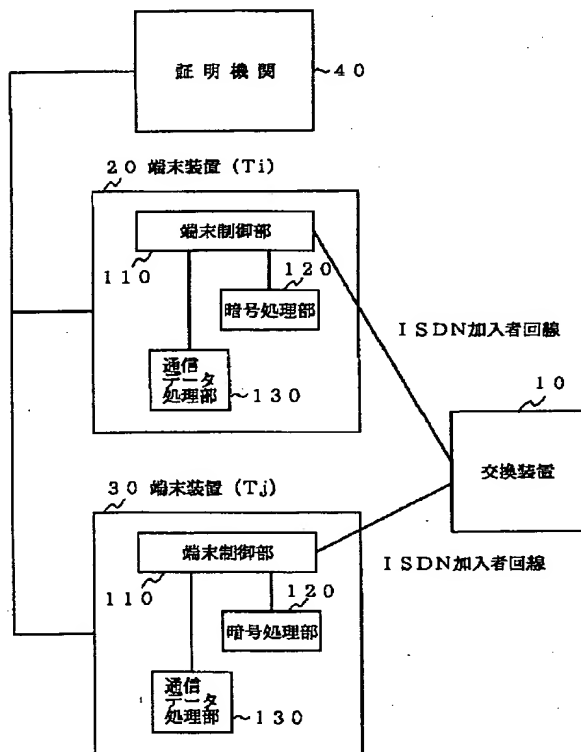 証明機関
40
20 端末装置(Ti)
端末制御部
110
120
暗号処理部
通信
データ
処理部
130
ISDN加入者回線
10
交換装置
30 端末装置(Tj)
端末制御部
ISDN加入者回線
110
120
暗号処理部
通信
データ
処理部
130